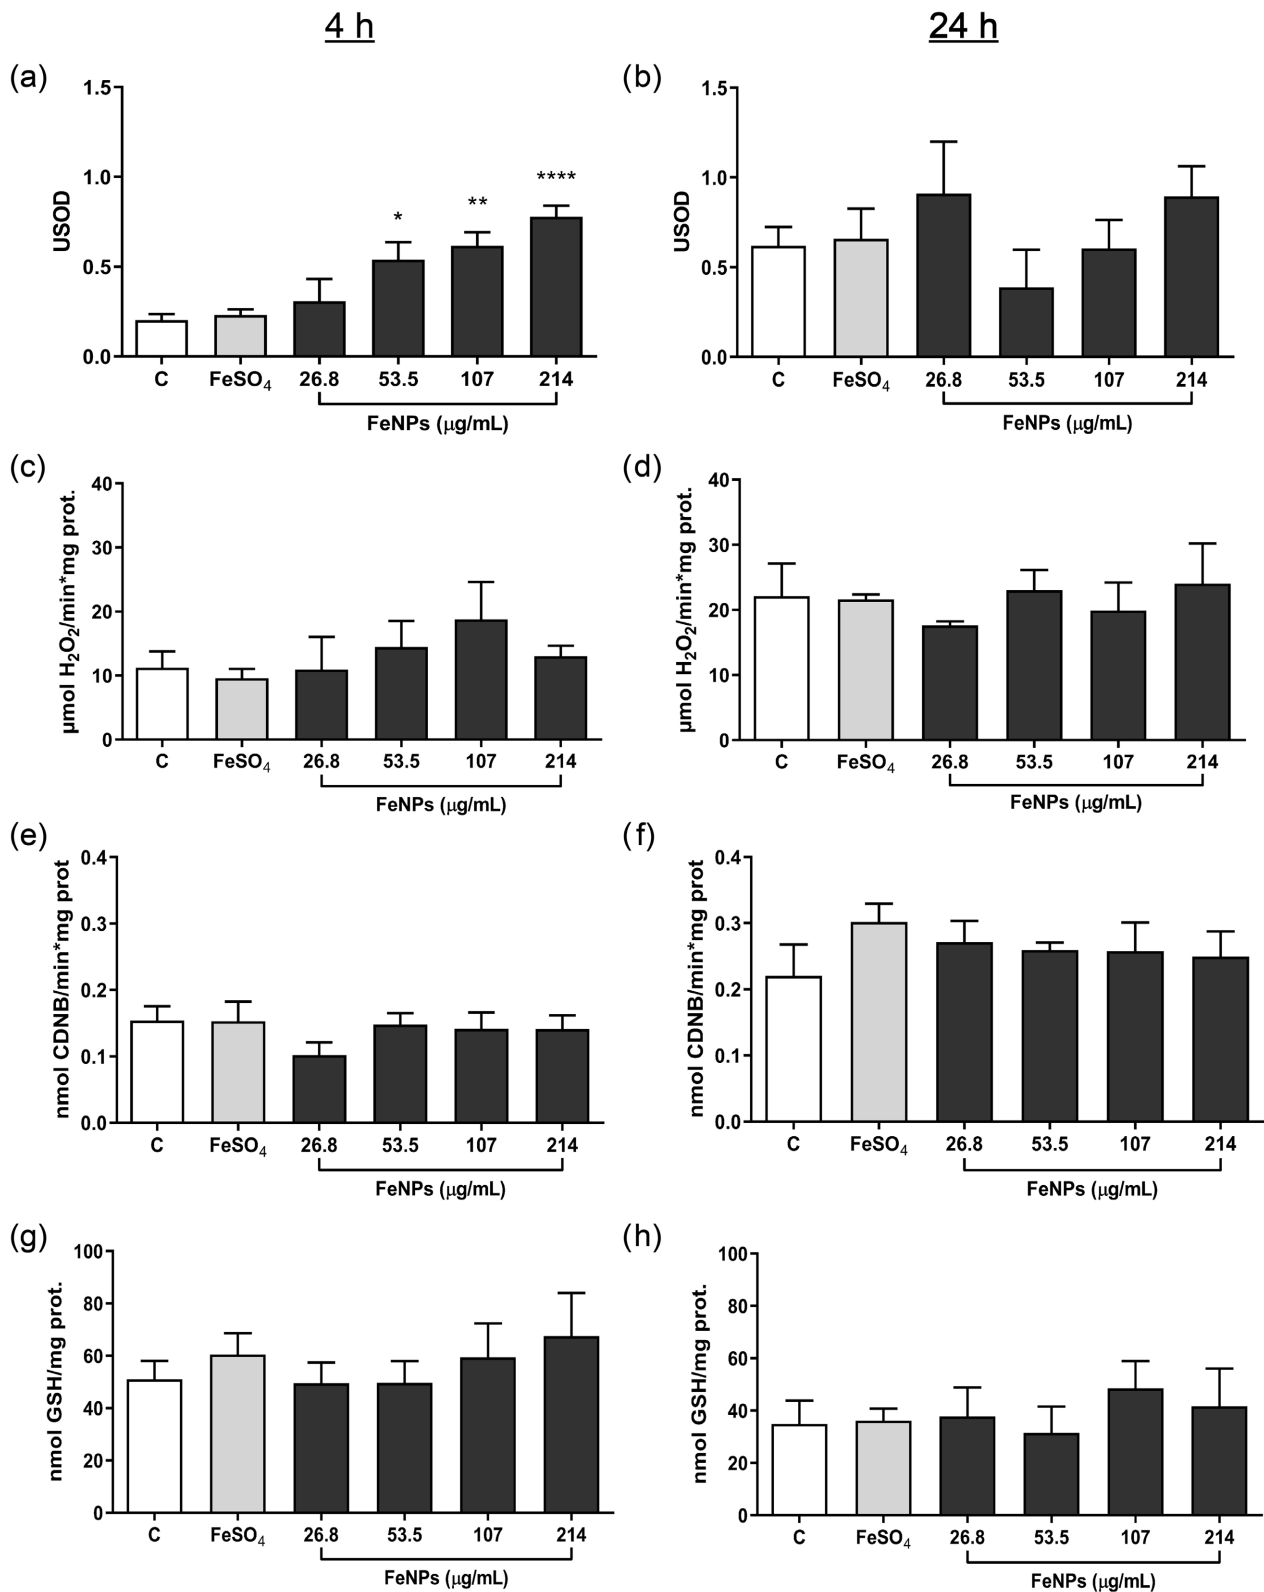 4 h
24 h
(a)
USOD
1.5
1.0
0.5
0.0
*
**
****
C FeSO₄ 26.8 53.5 107 214
FeNPs (µg/mL)
(b)
USOD
1.5
1.0
0.5
0.0
C FeSO₄ 26.8 53.5 107 214
FeNPs (µg/mL)
(c)
µmol H₂O₂/min*mg prot.
40
30
20
10
0
C FeSO₄ 26.8 53.5 107 214
FeNPs (µg/mL)
(d)
µmol H₂O₂/min*mg prot.
40
30
20
10
0
C FeSO₄ 26.8 53.5 107 214
FeNPs (µg/mL)
(e)
nmol CDNB/min*mg prot
0.4
0.3
0.2
0.1
0.0
C FeSO₄ 26.8 53.5 107 214
FeNPs (µg/mL)
(f)
nmol CDNB/min*mg prot
0.4
0.3
0.2
0.1
0.0
C FeSO₄ 26.8 53.5 107 214
FeNPs (µg/mL)
(g)
nmol GSH/mg prot.
100
80
60
40
20
0
C FeSO₄ 26.8 53.5 107 214
FeNPs (µg/mL)
(h)
nmol GSH/mg prot.
100
80
60
40
20
0
C FeSO₄ 26.8 53.5 107 214
FeNPs (µg/mL)